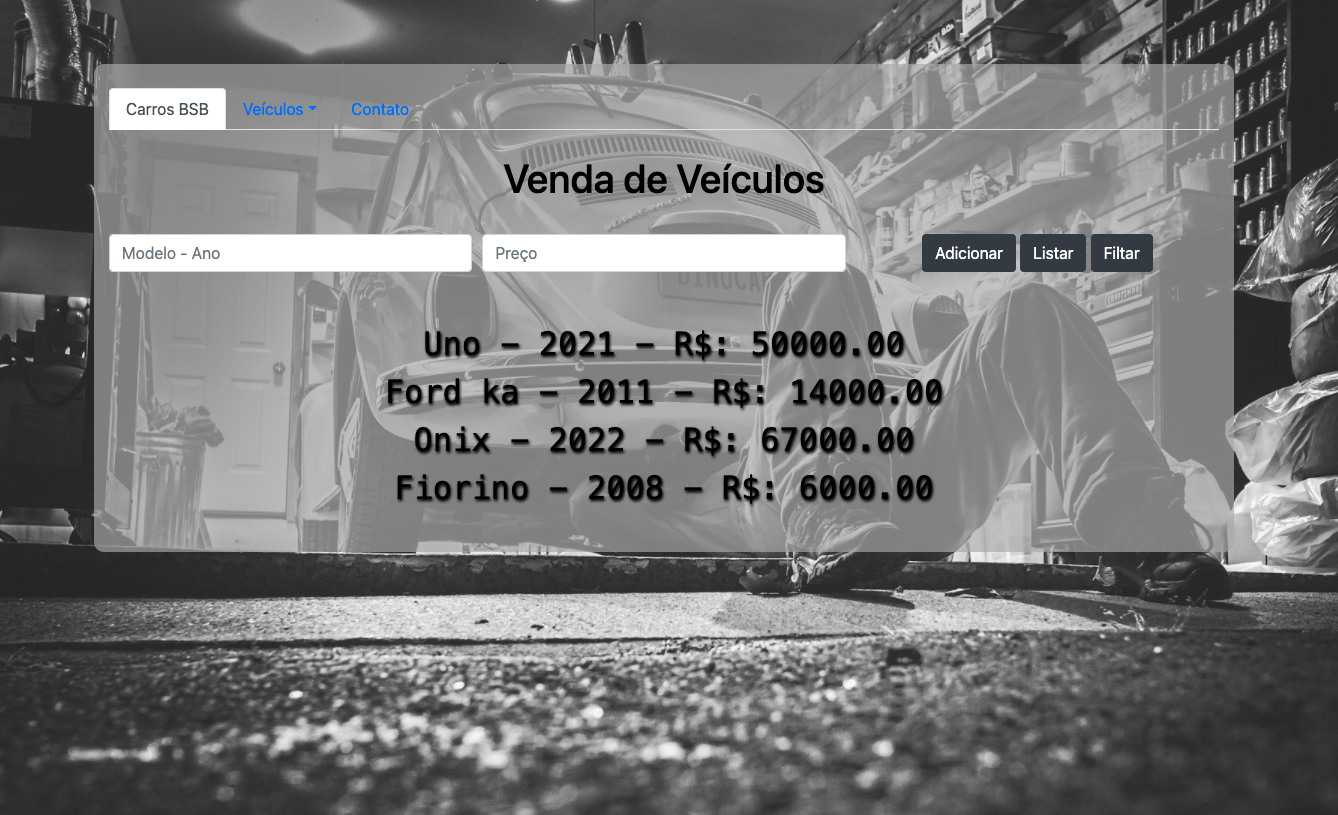 Carros BSB Veículos Contato
Venda de Veículos
Modelo - Ano Preço Adicionar Listar Filtar
Uno - 2021 - R$: 50000.00
Ford ka - 2011 - R$: 14000.00
Onix - 2022 - R$: 67000.00
Fiorino - 2008 - R$: 6000.00